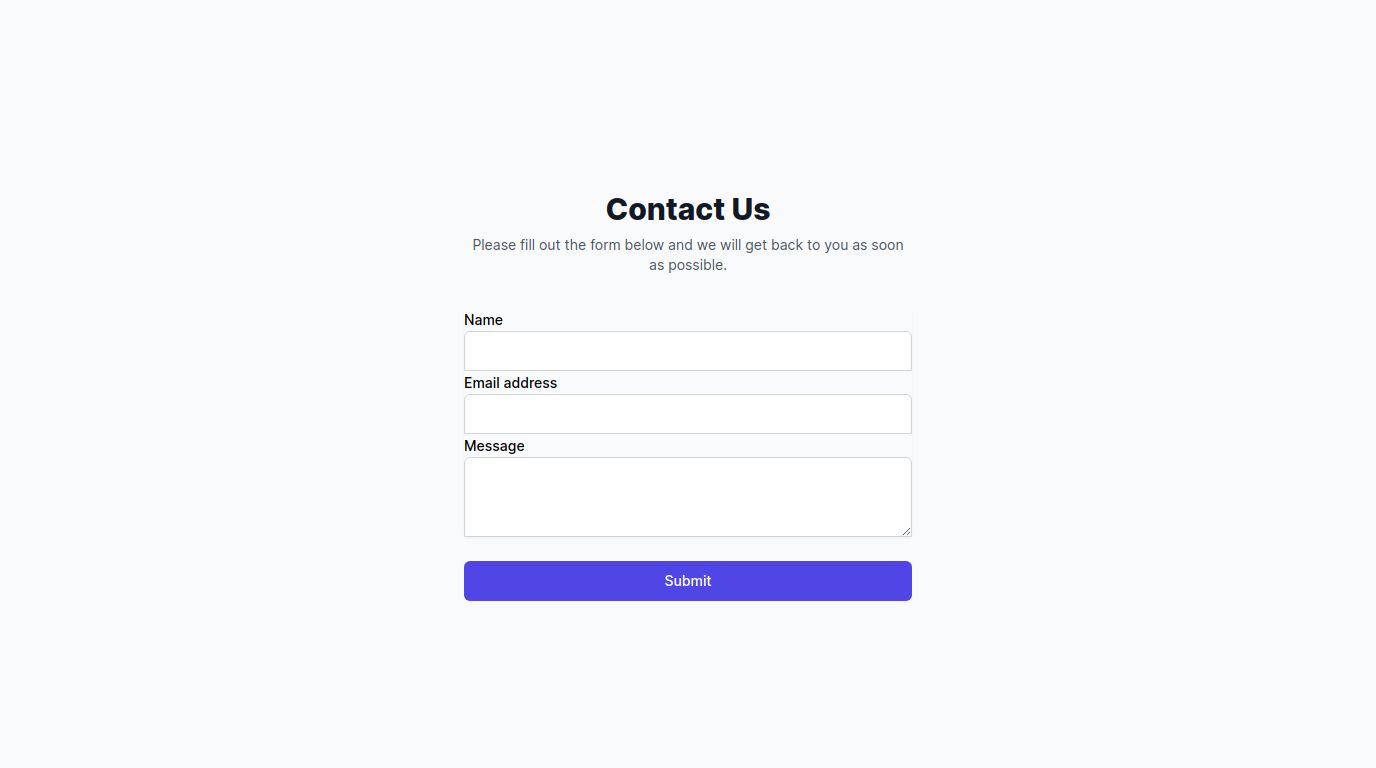 Contact Us
Please fill out the form below and we will get back to you as soon
as possible.
Name
Email address
Message
Submit